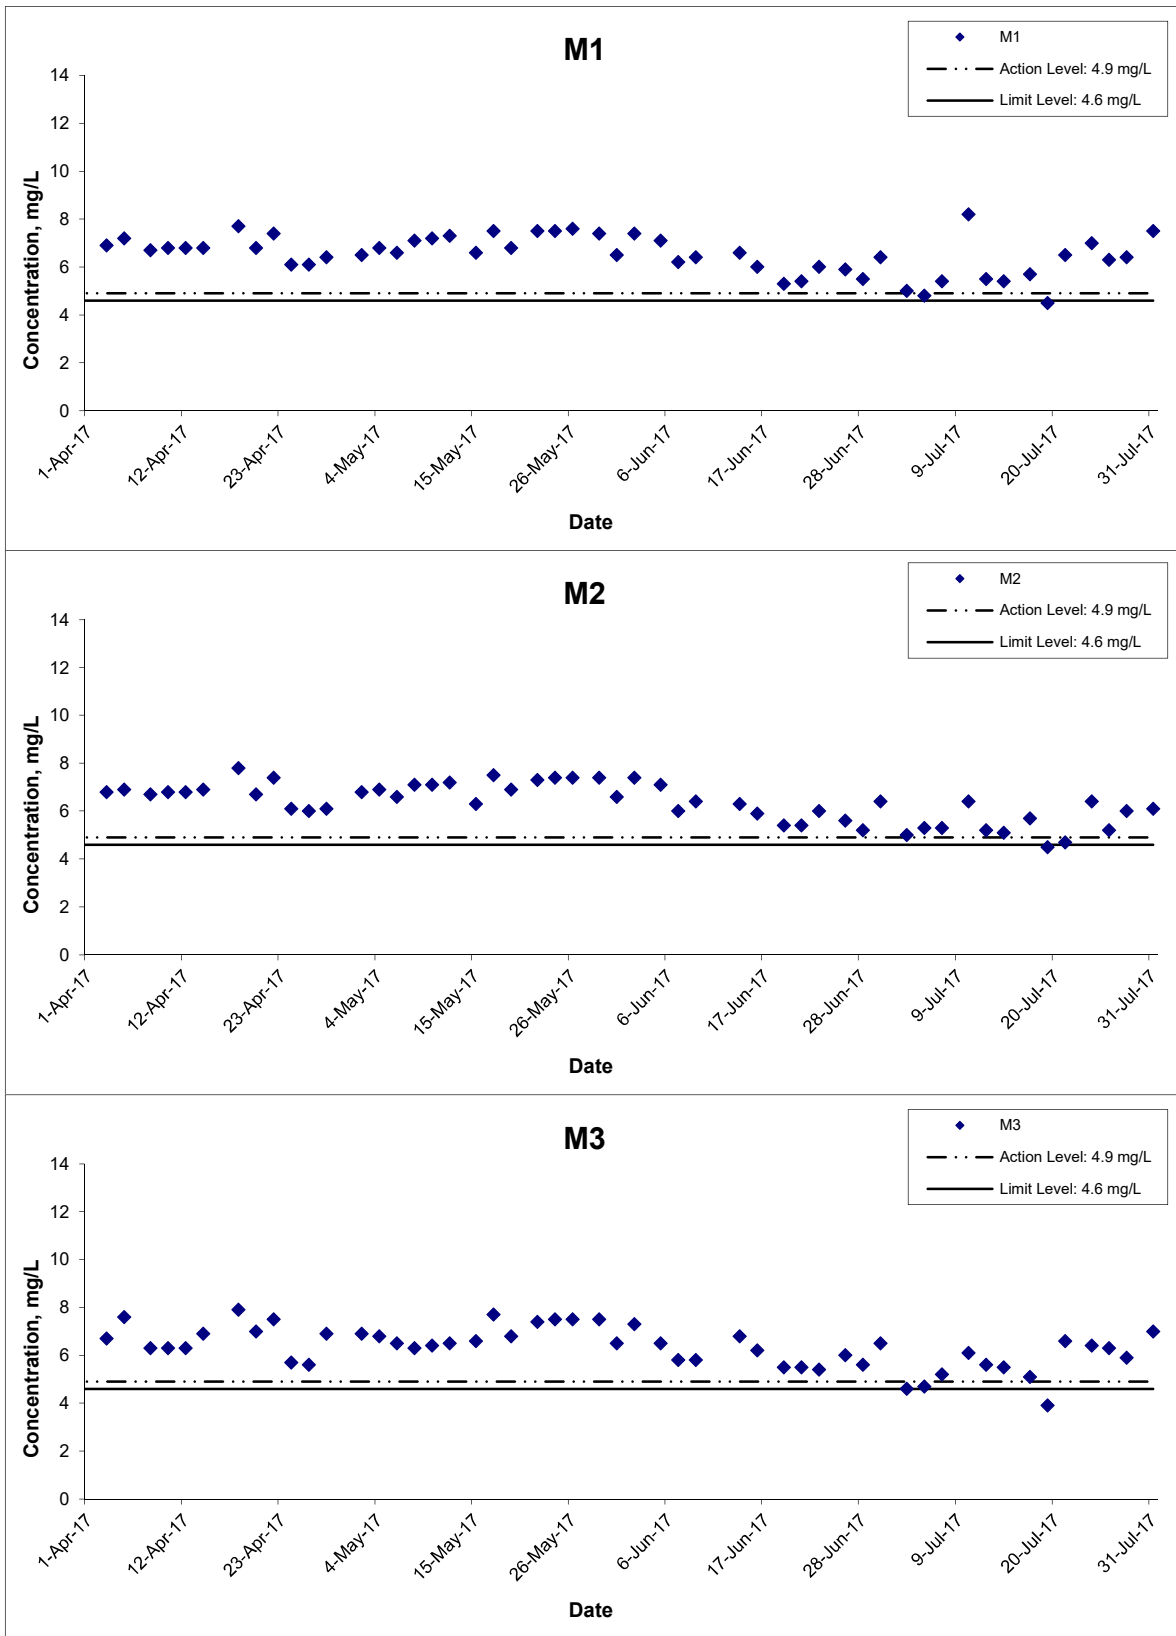 M1
M1
Action Level: 4.9 mg/L
Limit Level: 4.6 mg/L
Concentration, mg/L
14
12
10
8
6
4
2
0
1-Apr-17
12-Apr-17
23-Apr-17
4-May-17
15-May-17
26-May-17
6-Jun-17
17-Jun-17
28-Jun-17
9-Jul-17
20-Jul-17
31-Jul-17
Date
M2
M2
Action Level: 4.9 mg/L
Limit Level: 4.6 mg/L
Concentration, mg/L
14
12
10
8
6
4
2
0
1-Apr-17
12-Apr-17
23-Apr-17
4-May-17
15-May-17
26-May-17
6-Jun-17
17-Jun-17
28-Jun-17
9-Jul-17
20-Jul-17
31-Jul-17
Date
M3
M3
Action Level: 4.9 mg/L
Limit Level: 4.6 mg/L
Concentration, mg/L
14
12
10
8
6
4
2
0
1-Apr-17
12-Apr-17
23-Apr-17
4-May-17
15-May-17
26-May-17
6-Jun-17
17-Jun-17
28-Jun-17
9-Jul-17
20-Jul-17
31-Jul-17
Date